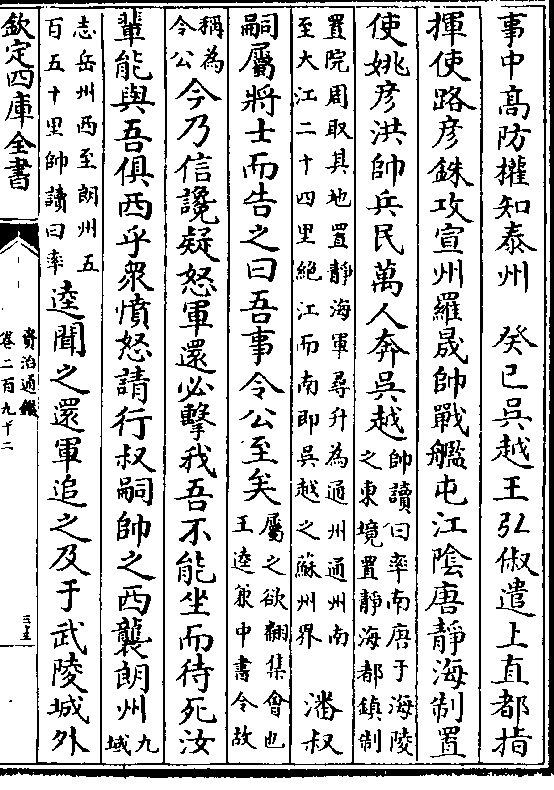 事中髙防權知泰州　癸已吳越王弘俶遣上直都指
揮使路彦銖攻宣州羅晟帥戰艦屯江陰唐靜海制置
使姚彦洪帥兵民萬人奔吳越帥讀曰率南唐于海陵之東境置靜海都鎮制
置院周取其地置靜海軍尋升為通州通州南至大江二十四里絶江而南即吳越之蘇州界　潘叔
嗣屬將士而告之曰吾事令公至矣屬之欲翻集會也王逵兼中書令故
稱為令公今乃信讒疑怒軍還必擊我吾不能坐而待死汝
輩能與吾俱西乎衆憤怒請行叔嗣帥之西襲朗州九域
志岳州西至朗州五百五十里帥讀曰率逵聞之還軍追之及于武陵城外
欽定四庫全書
資治通鑑
卷二百九十二